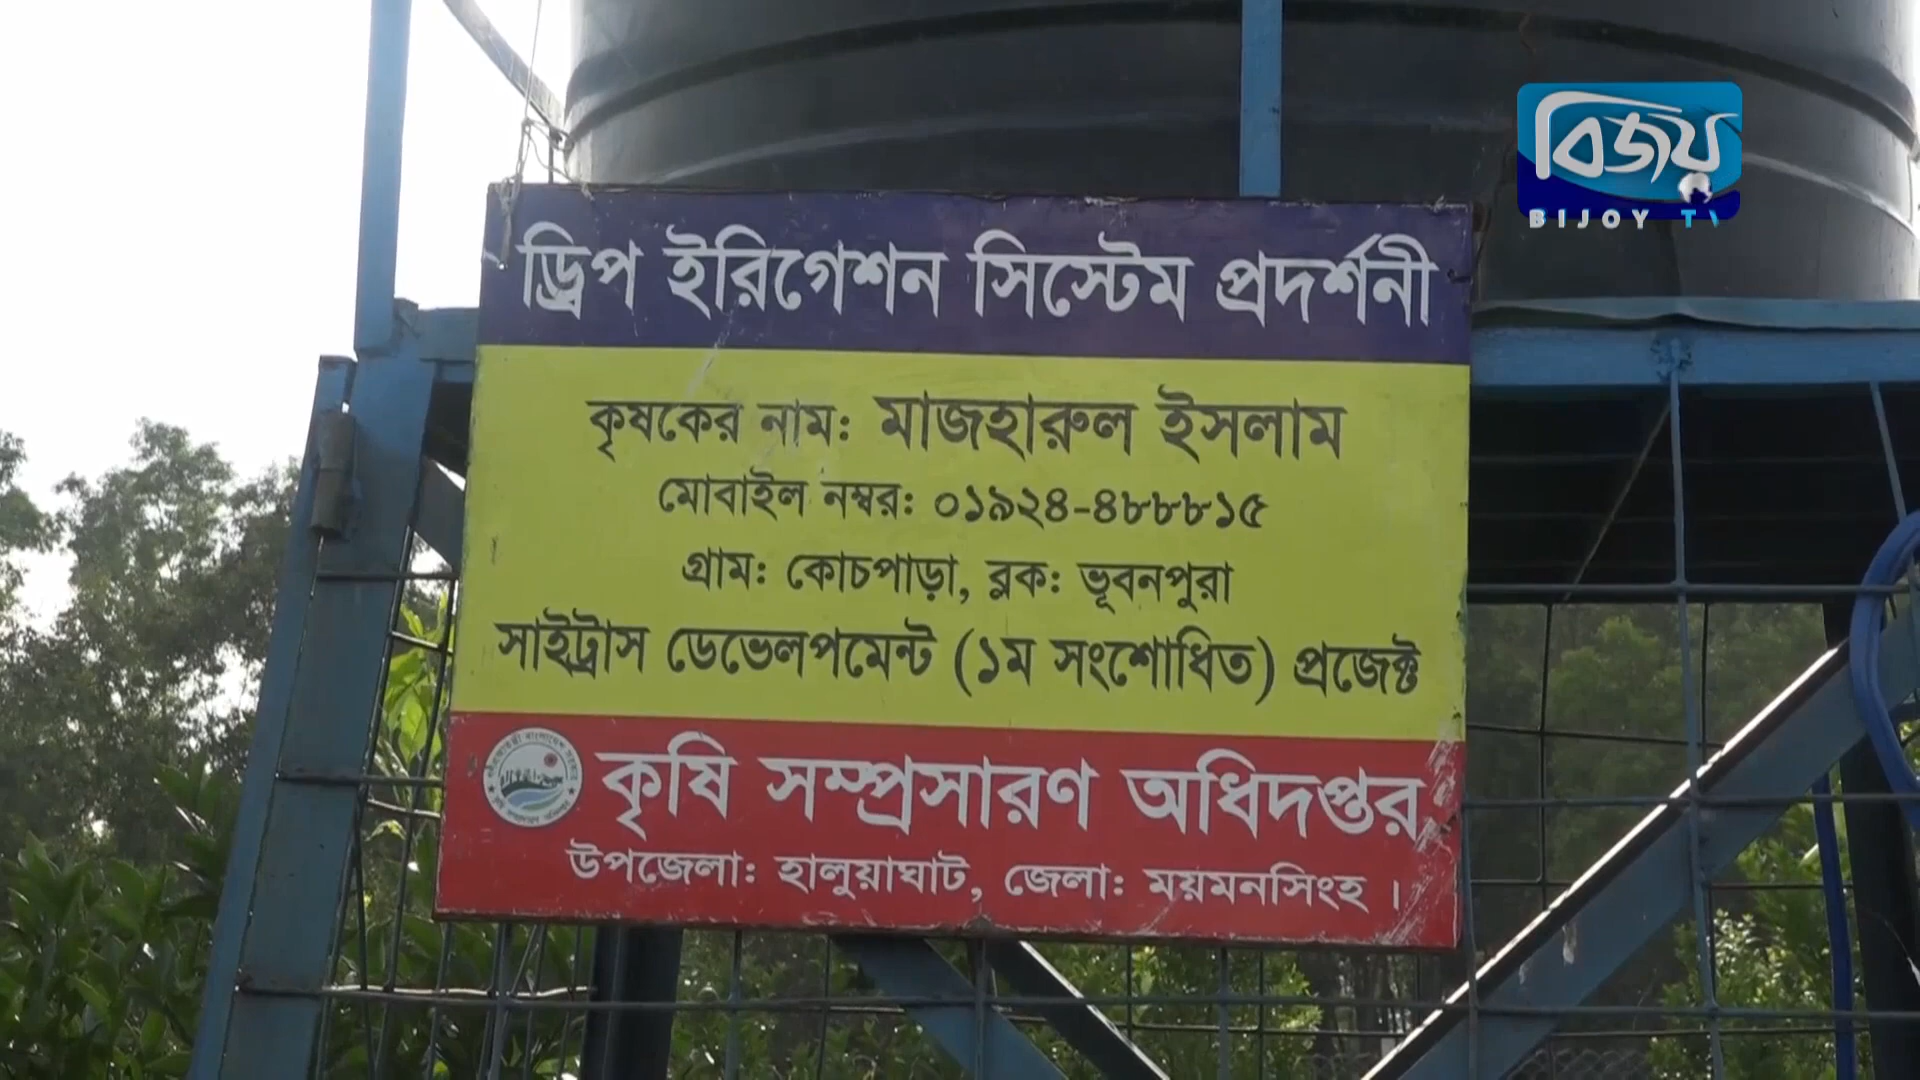 বিজয়
BIJOY TV
ড্রিপ ইরিগেশন সিস্টেম প্রদর্শনী
কৃষকের নাম: মাজহারুল ইসলাম
মোবাইল নম্বর: ০১৯২৪-৪৮৮৮১৫
গ্রাম: কোচপাড়া, ব্লক: ভূবনপুরা
সাইট্রাস ডেভেলপমেন্ট (১ম সংশোধিত) প্রজেক্ট
কৃষি সম্প্রসারণ অধিদপ্তর
উপজেলা: হালুয়াঘাট, জেলা: ময়মনসিংহ।